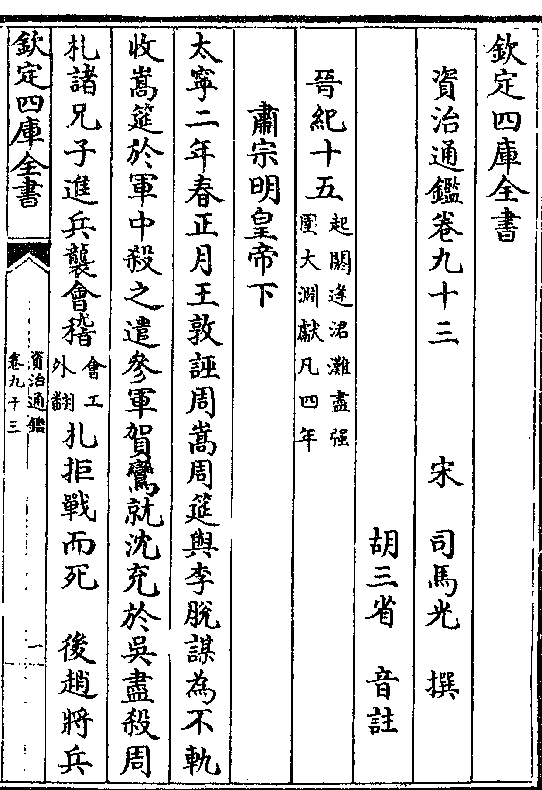 欽定四庫全書
資治通鑑卷九十三
宋 司馬光 撰
胡三省 音註
晉紀十五 起閼逢涒灘盡强
圉大淵獻凡四年
肅宗明皇帝下
太寧二年春正月王敦誣周嵩周筵與李脫謀為不軌
收嵩筵於軍中殺之遣參軍賀鸞就沈充於吳盡殺周
札諸兄子進兵襲會稽 會工
外翻 札拒戰而死 後趙將兵
欽定四庫全書
資治通鑑
卷九十三
一